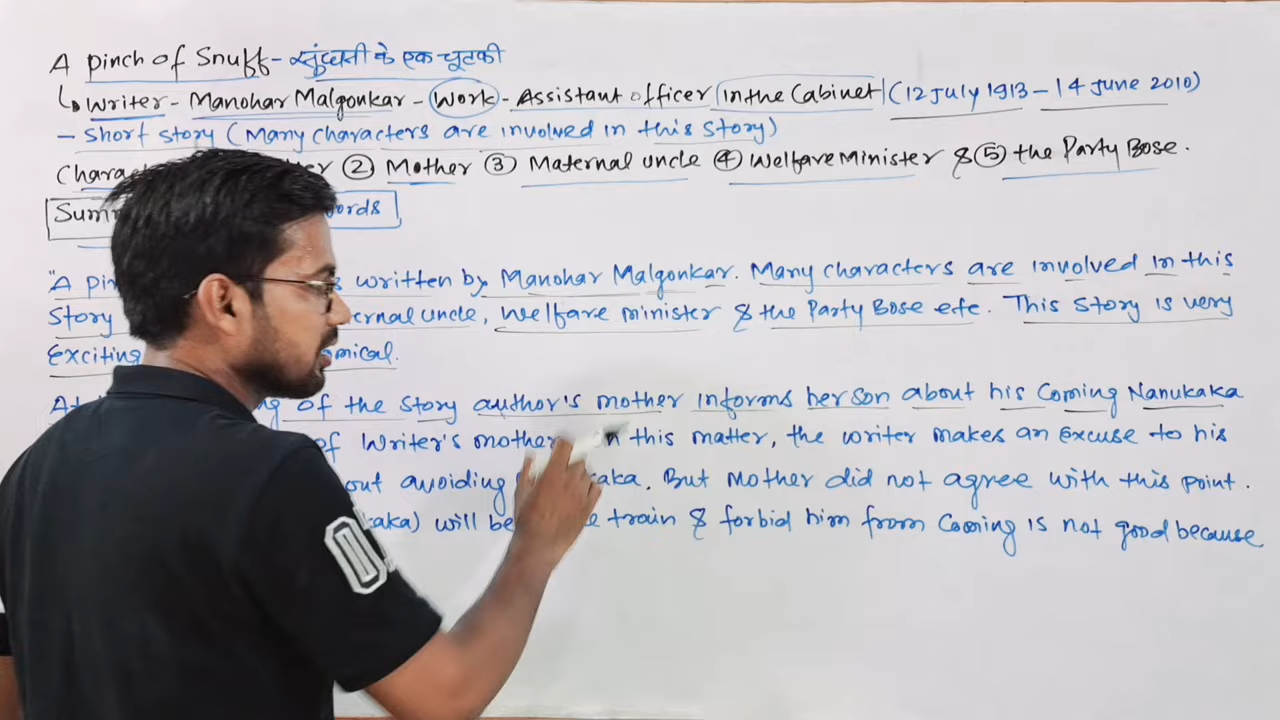 A pinch of Snuff - सुंघनी के एक चूटकी
↳ Writer - Manohar Malgonkar - Work - Assistant officer in the Cabinet | (12 July 1913 - 14 June 2010)
- Short story (Many characters are involved in this Story)
② Mother ③ Maternal uncle ④ Welfare Minister & ⑤ the Party Bose.
"A written by Manohar Malgonkar. Many characters are involved in this
Story uncle, Welfare minister & the Party Bose etc. This Story is very
Exciting
of the Story author's mother informs herson about his Coming Nanukaka
of Writer's mother this matter, the writer makes an Excuse to his
avoiding But Mother did not agree with this point.
will train & forbid him from Coming is not good because